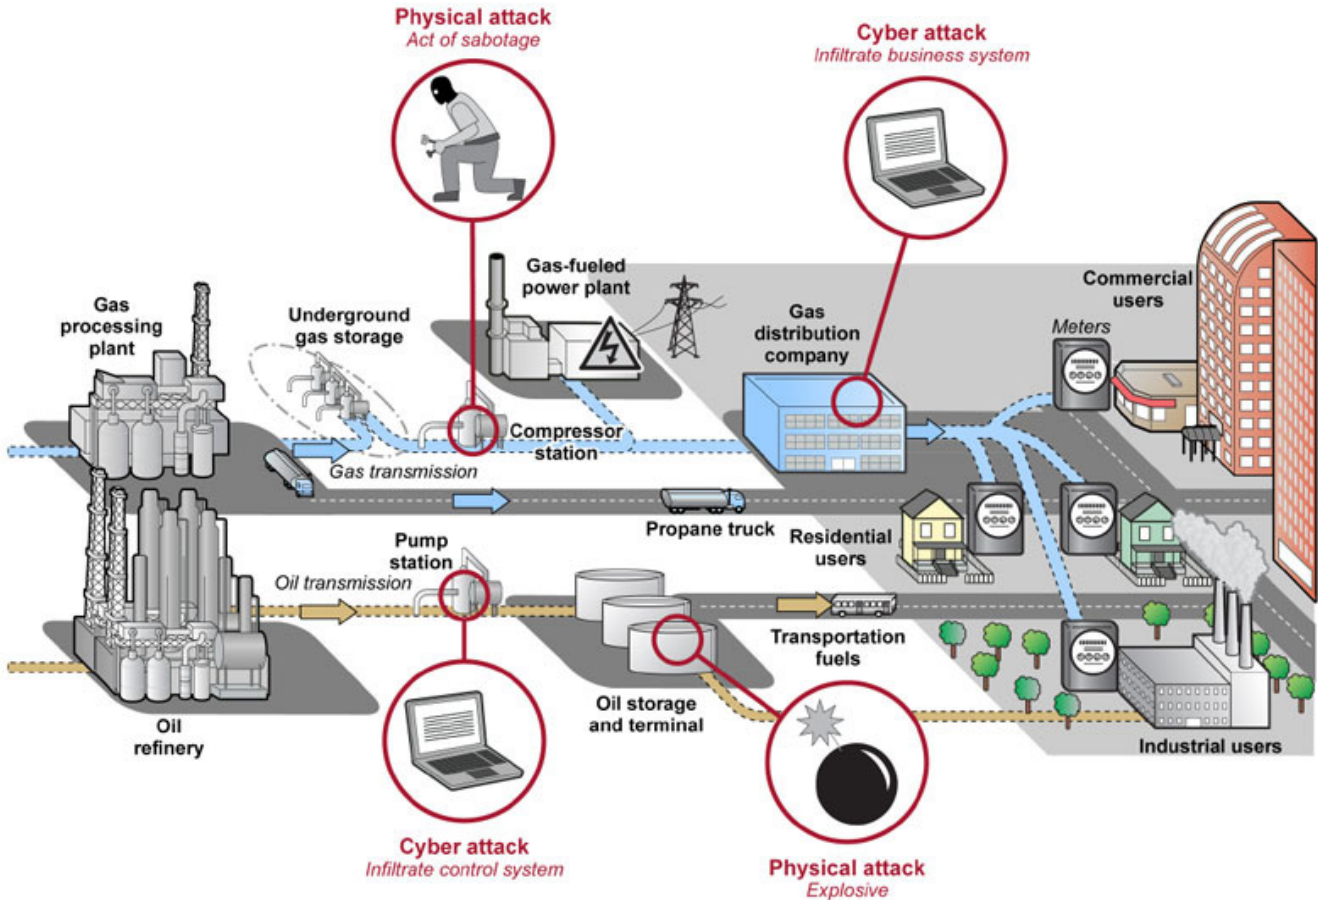 Physical attack
Act of sabotage
Cyber attack
Infiltrate business system
Gas-fueled
power plant
Commercial
users
Gas
processing
plant
Underground
gas storage
Gas
distribution
company
Meters
Compressor
station
Gas transmission
Propane truck
Residential
users
Pump
station
Oil transmission
Transportation
fuels
Oil storage
and terminal
Oil
refinery
Industrial users
Cyber attack
Infiltrate control system
Physical attack
Explosive